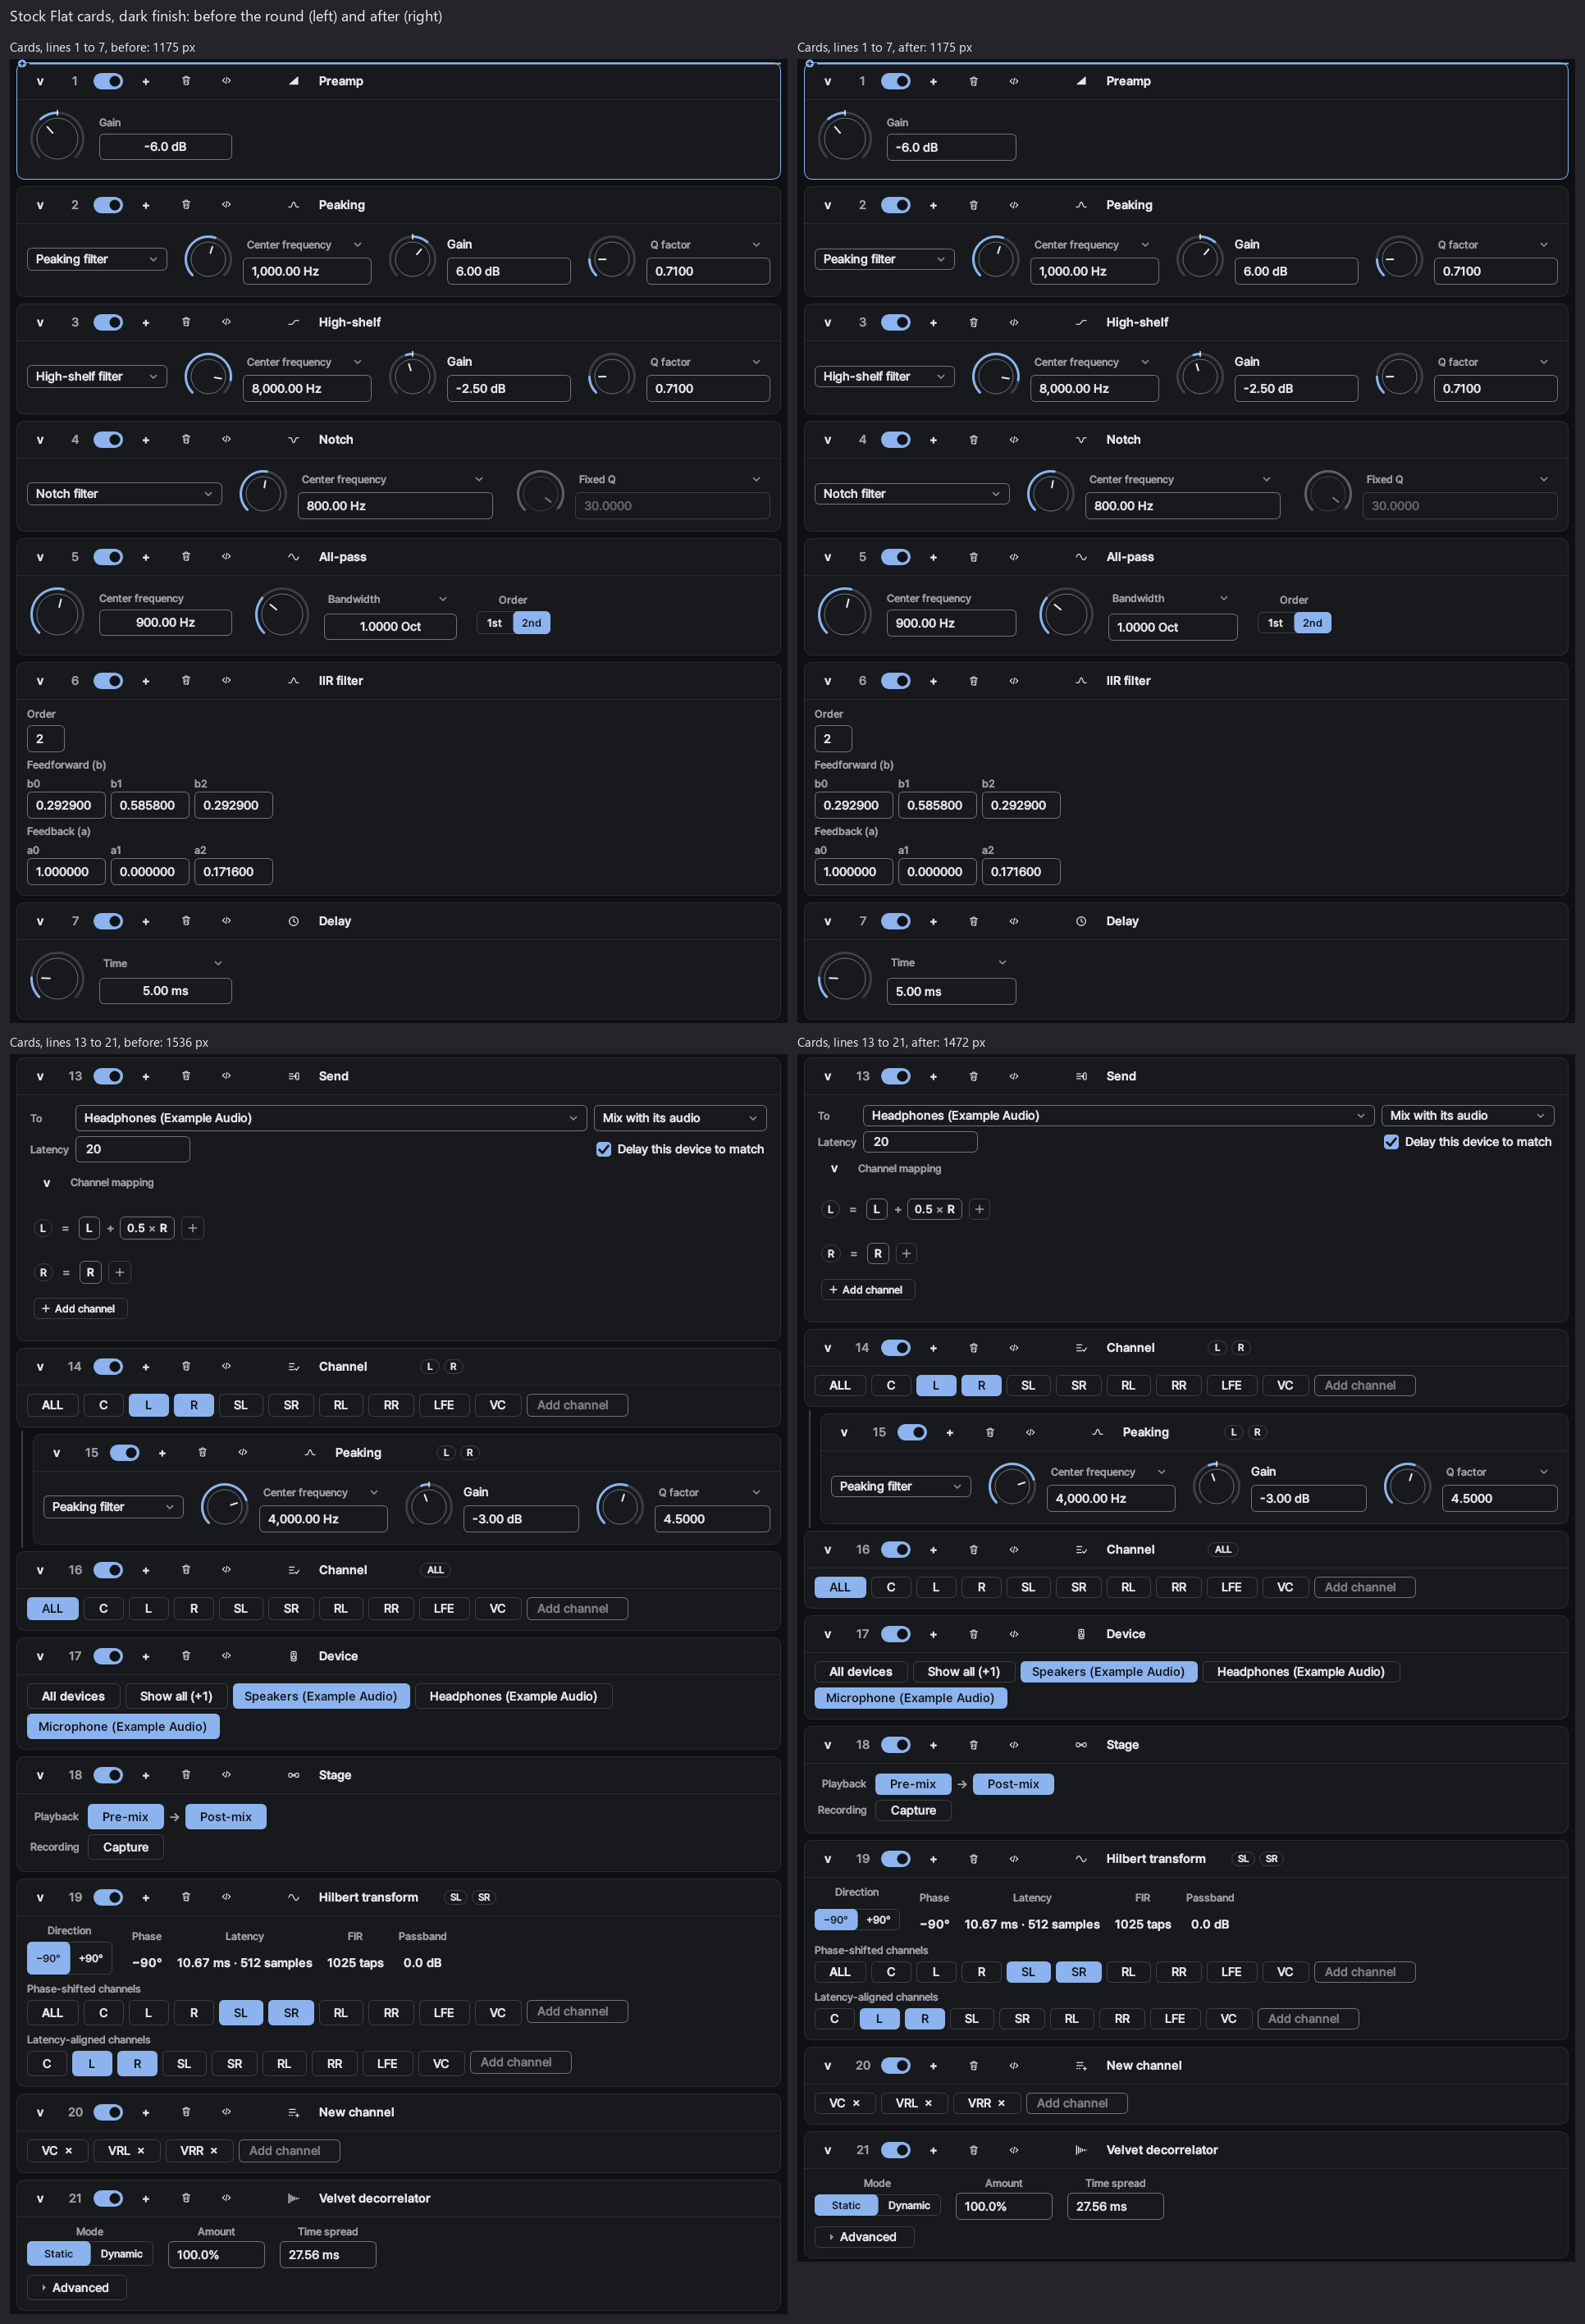 Stock Flat cards, dark finish: before the round (left) and after (right)
Cards, lines 1 to 7, before: 1175 px
1 Preamp
Gain
-6.0 dB
2 Peaking
Peaking filter Center frequency Gain Q factor
1,000.00 Hz 6.00 dB 0.7100
3 High-shelf
High-shelf filter Center frequency Gain Q factor
8,000.00 Hz -2.50 dB 0.7100
4 Notch
Notch filter Center frequency Fixed Q
800.00 Hz 30.0000
5 All-pass
Center frequency Bandwidth Order
900.00 Hz 1.0000 Oct 1st 2nd
6 IIR filter
Order
2
Feedforward (b)
b0 b1 b2
0.292900 0.585800 0.292900
Feedback (a)
a0 a1 a2
1.000000 0.000000 0.171600
7 Delay
Time
5.00 ms
Cards, lines 1 to 7, after: 1175 px
1 Preamp
Gain
-6.0 dB
2 Peaking
Peaking filter Center frequency Gain Q factor
1,000.00 Hz 6.00 dB 0.7100
3 High-shelf
High-shelf filter Center frequency Gain Q factor
8,000.00 Hz -2.50 dB 0.7100
4 Notch
Notch filter Center frequency Fixed Q
800.00 Hz 30.0000
5 All-pass
Center frequency Bandwidth Order
900.00 Hz 1.0000 Oct 1st 2nd
6 IIR filter
Order
2
Feedforward (b)
b0 b1 b2
0.292900 0.585800 0.292900
Feedback (a)
a0 a1 a2
1.000000 0.000000 0.171600
7 Delay
Time
5.00 ms
Cards, lines 13 to 21, before: 1536 px
13 Send
To Headphones (Example Audio) Mix with its audio
Latency 20 Delay this device to match
Channel mapping
L = L + 0.5 × R +
R = R +
+ Add channel
14 Channel L R
ALL C L R SL SR RL RR LFE VC Add channel
15 Peaking L R
Peaking filter Center frequency Gain Q factor
4,000.00 Hz -3.00 dB 4.5000
16 Channel ALL
ALL C L R SL SR RL RR LFE VC Add channel
17 Device
All devices Show all (+1) Speakers (Example Audio) Headphones (Example Audio)
Microphone (Example Audio)
18 Stage
Playback Pre-mix → Post-mix
Recording Capture
19 Hilbert transform SL SR
Direction Phase Latency FIR Passband
−90° +90° −90° 10.67 ms · 512 samples 1025 taps 0.0 dB
Phase-shifted channels
ALL C L R SL SR RL RR LFE VC Add channel
Latency-aligned channels
C L R SL SR RL RR LFE VC Add channel
20 New channel
VC × VRL × VRR × Add channel
21 Velvet decorrelator
Mode Amount Time spread
Static Dynamic 100.0% 27.56 ms
Advanced
Cards, lines 13 to 21, after: 1472 px
13 Send
To Headphones (Example Audio) Mix with its audio
Latency 20 Delay this device to match
Channel mapping
L = L + 0.5 × R +
R = R +
+ Add channel
14 Channel L R
ALL C L R SL SR RL RR LFE VC Add channel
15 Peaking L R
Peaking filter Center frequency Gain Q factor
4,000.00 Hz -3.00 dB 4.5000
16 Channel ALL
ALL C L R SL SR RL RR LFE VC Add channel
17 Device
All devices Show all (+1) Speakers (Example Audio) Headphones (Example Audio)
Microphone (Example Audio)
18 Stage
Playback Pre-mix → Post-mix
Recording Capture
19 Hilbert transform SL SR
Direction Phase Latency FIR Passband
−90° +90° −90° 10.67 ms · 512 samples 1025 taps 0.0 dB
Phase-shifted channels
ALL C L R SL SR RL RR LFE VC Add channel
Latency-aligned channels
C L R SL SR RL RR LFE VC Add channel
20 New channel
VC × VRL × VRR × Add channel
21 Velvet decorrelator
Mode Amount Time spread
Static Dynamic 100.0% 27.56 ms
Advanced